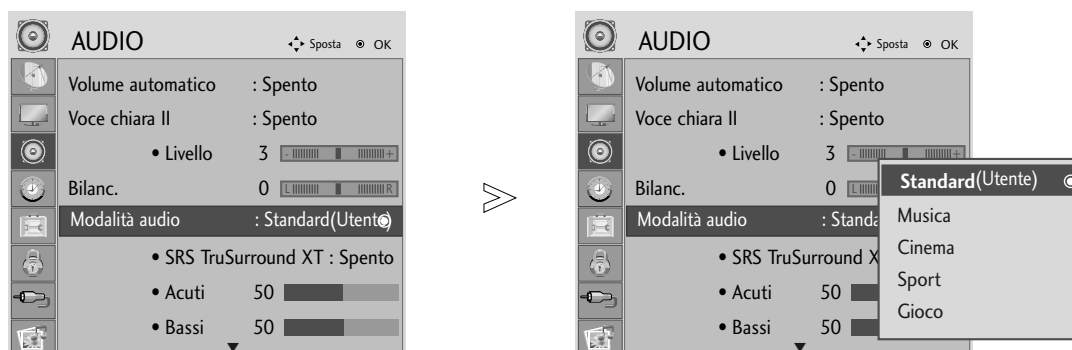 AUDIO Sposta OK
Volume automatico : Spento
Voce chiara II : Spento
• Livello 3 - +
Bilanc. 0 L R
Modalità audio : Standard(Utente)
• SRS TruSurround XT : Spento
• Acuti 50
• Bassi 50
AUDIO Sposta OK
Volume automatico : Spento
Voce chiara II : Spento
• Livello 3 - +
Bilanc. 0 L
Modalità audio : Standa
• SRS TruSurround X
• Acuti 50
• Bassi 50
Standard(Utente)
Musica
Cinema
Sport
Gioco